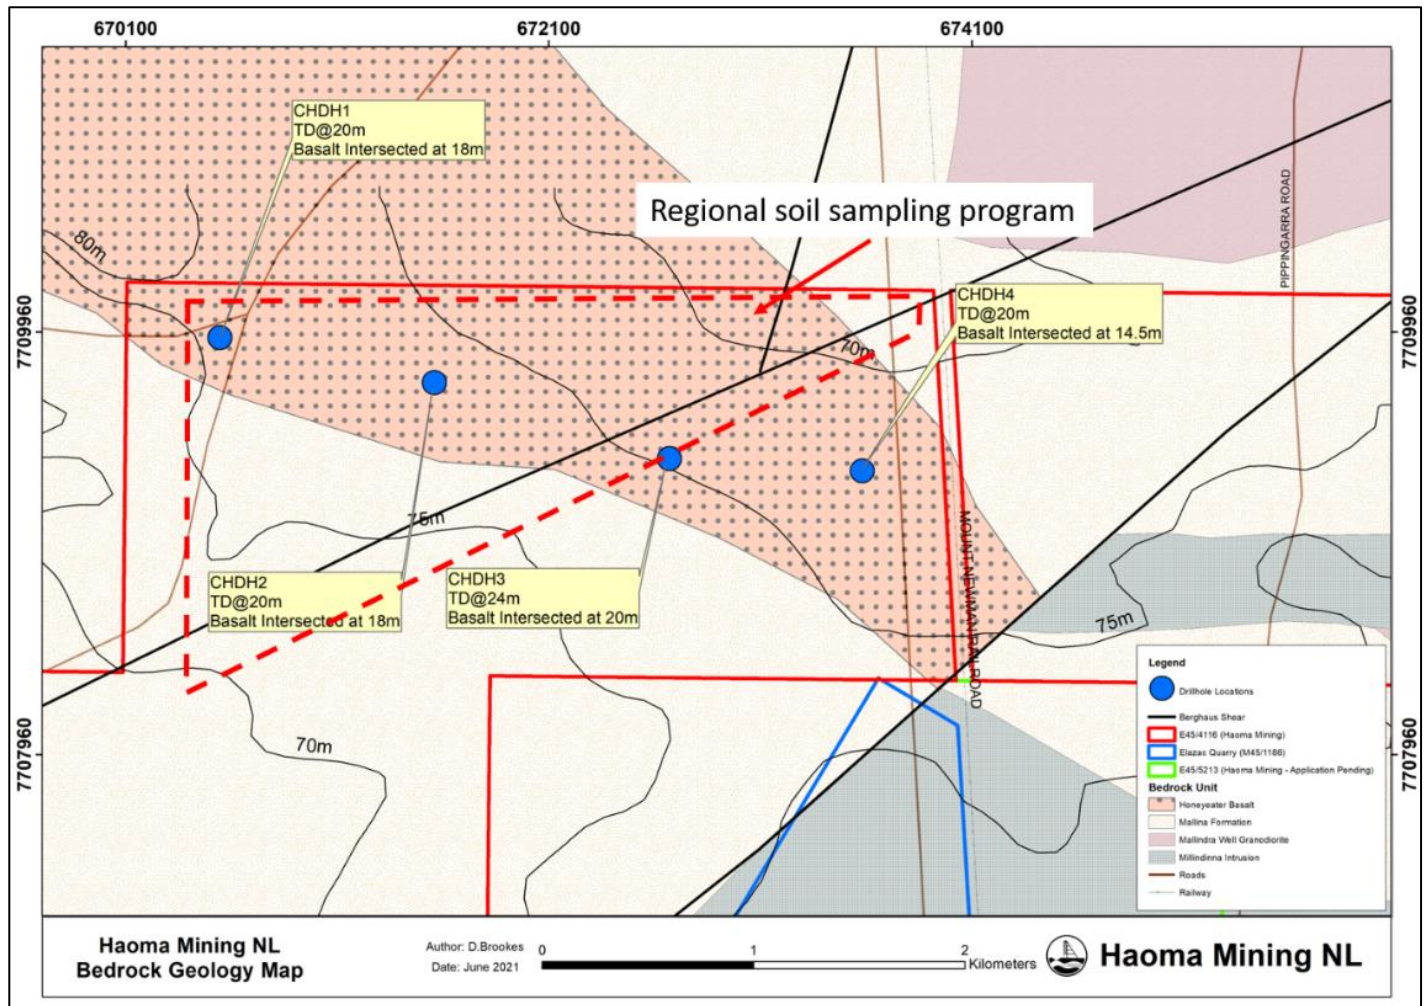 670100
672100
674100
CHDH1
TD@20m
Basalt Intersected at 18m
Regional soil sampling program
PIPPINGARRA ROAD
80m
7709960
7709960
CHDH4
TD@20m
Basalt Intersected at 14.5m
70m
75m
CHDH2
TD@20m
Basalt Intersected at 18m
CHDH3
TD@24m
Basalt Intersected at 20m
MOUNT NEWMAN RAIL ROAD
75m
70m
7707960
7707960
Legend
Drillhole Locations
Berghaus Shear
E45/4116 (Haoma Mining)
Elazac Quarry (M45/1186)
E45/5213 (Haoma Mining - Application Pending)
Bedrock Unit
Honeyeater Basalt
Mallina Formation
Mallindra Well Granodiorite
Millindinna Intrusion
Roads
Railway
Haoma Mining NL
Bedrock Geology Map
Author: D.Brookes
Date: June 2021
0 1 2 Kilometers
Haoma Mining NL